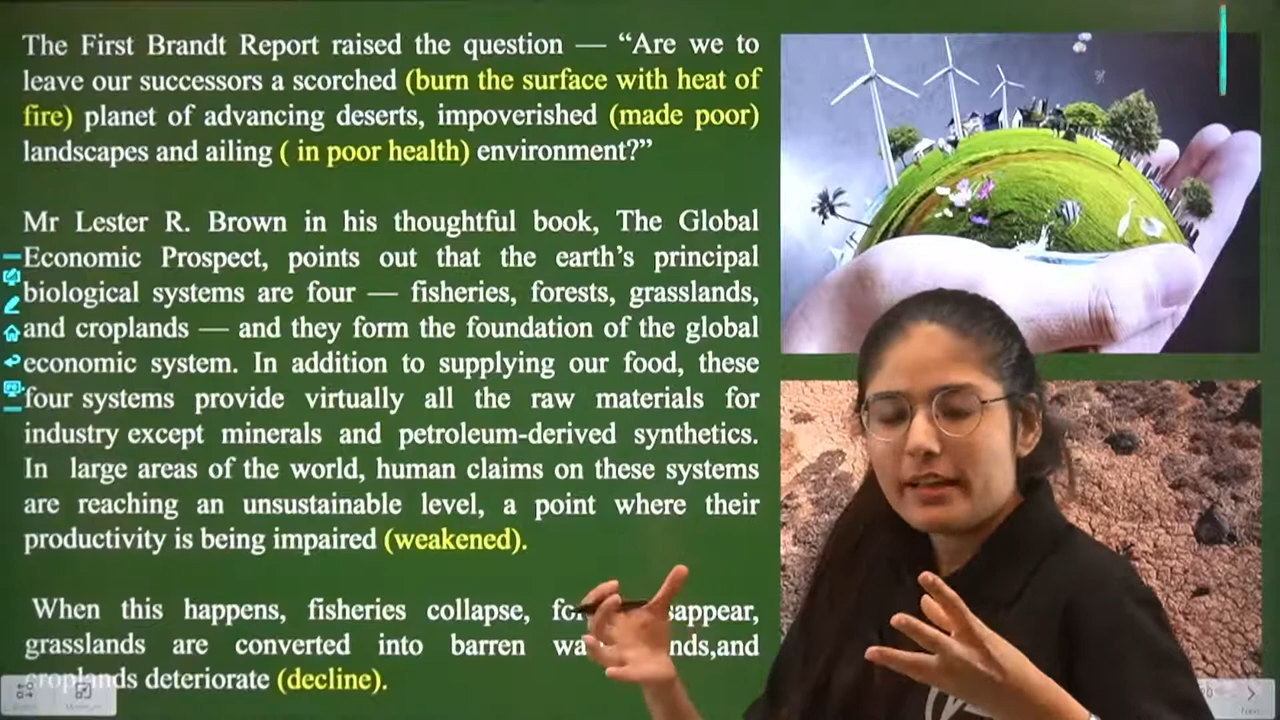 The First Brandt Report raised the question — “Are we to
leave our successors a scorched (burn the surface with heat of
fire) planet of advancing deserts, impoverished (made poor)
landscapes and ailing ( in poor health) environment?”
Mr Lester R. Brown in his thoughtful book, The Global
Economic Prospect, points out that the earth’s principal
biological systems are four — fisheries, forests, grasslands,
and croplands — and they form the foundation of the global
economic system. In addition to supplying our food, these
four systems provide virtually all the raw materials for
industry except minerals and petroleum-derived synthetics.
In large areas of the world, human claims on these systems
are reaching an unsustainable level, a point where their
productivity is being impaired (weakened).
When this happens, fisheries collapse,
grasslands are converted into barren
croplands deteriorate (decline).
Next